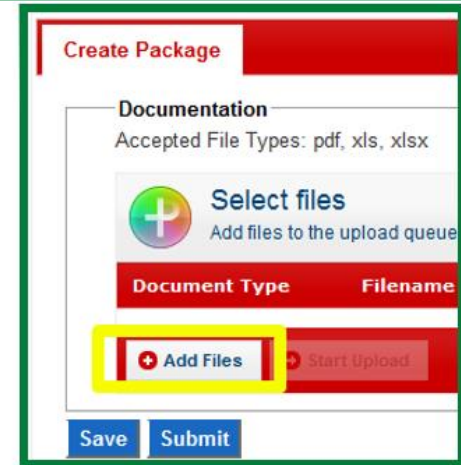 Create Package
Documentation
Accepted File Types: pdf, xls, xlsx
Select files
Add files to the upload queue
Document Type Filename
Add Files Start Upload
Save Submit